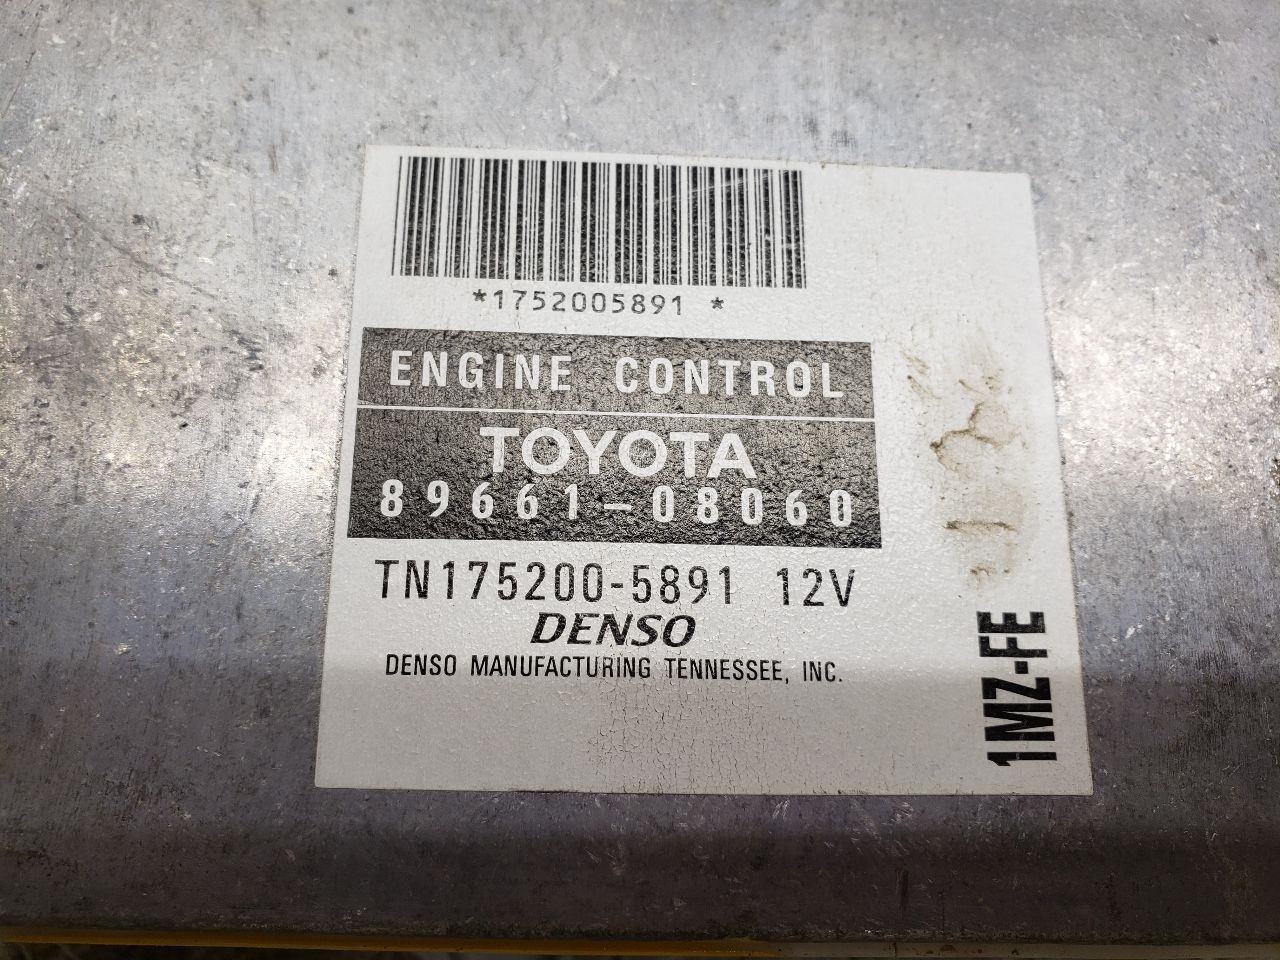 *1752005891 *
ENGINE CONTROL
TOYOTA
89661-08060
TN175200-5891 12V
DENSO
DENSO MANUFACTURING TENNESSEE, INC.
1MZ-FE